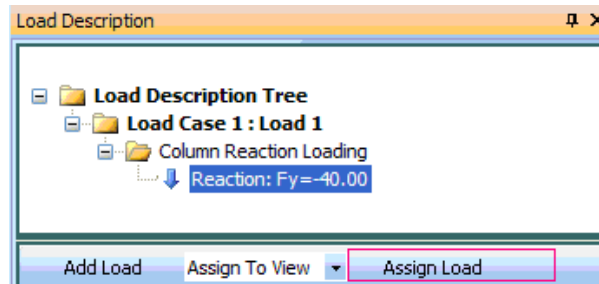 Load Description
Load Description Tree
Load Case 1 : Load 1
Column Reaction Loading
Reaction: Fy=-40.00
Add Load Assign To View Assign Load